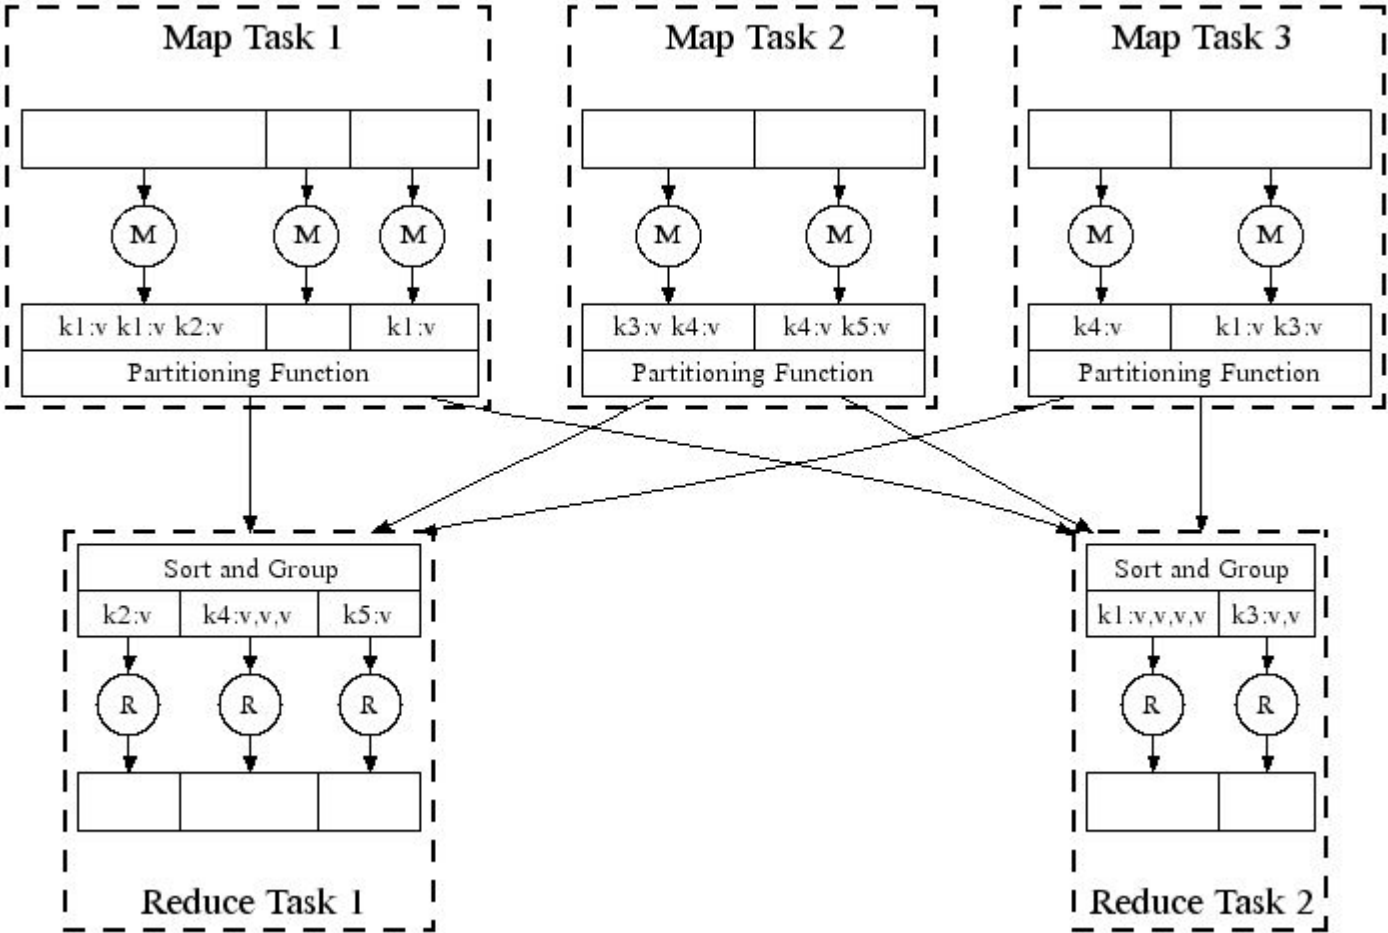 Map Task 1
Map Task 2
Map Task 3
M
M
M
M
M
M
M
k1:v k1:v k2:v
k1:v
k3:v k4:v
k4:v k5:v
k4:v
k1:v k3:v
Partitioning Function
Partitioning Function
Partitioning Function
Sort and Group
Sort and Group
k2:v
k4:v,v,v
k5:v
k1:v,v,v,v
k3:v,v
R
R
R
R
R
Reduce Task 1
Reduce Task 2